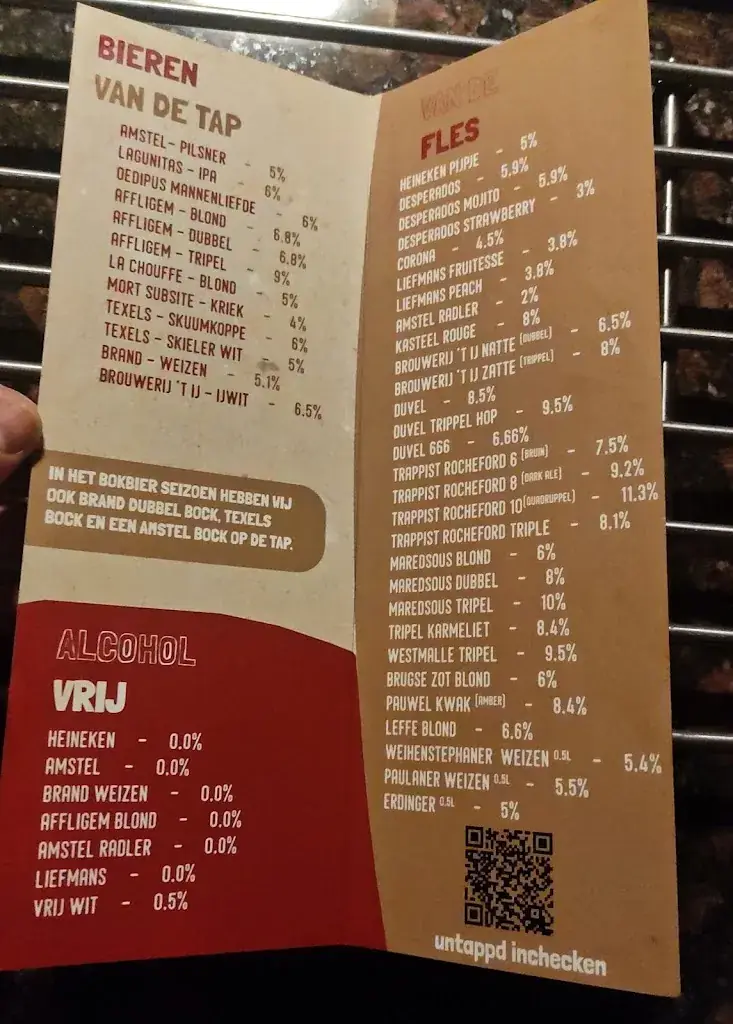 BIEREN
VAN DE TAP
AMSTEL- PILSNER - 5%
LAGUNITAS - IPA - 6%
OEDIPUS MANNENLIEFDE - 6%
AFFLIGEM - BLOND - 6.8%
AFFLIGEM - DUBBEL - 6.8%
AFFLIGEM - TRIPEL - 9%
LA CHOUFFE - BLOND - 5%
MORT SUBSITE - KRIEK - 4%
TEXELS - SKUUMKOPPE - 6%
TEXELS - SKIELER WIT - 5%
BRAND - WEIZEN - 5.1%
BROUWERIJ 'T IJ - IJWIT - 6.5%
IN HET BOKBIER SEIZOEN HEBBEN WIJ
OOK BRAND DUBBEL BOCK, TEXELS
BOCK EN EEN AMSTEL BOCK OP DE TAP.
ALCOHOL
VRIJ
HEINEKEN - 0.0%
AMSTEL - 0.0%
BRAND WEIZEN - 0.0%
AFFLIGEM BLOND - 0.0%
AMSTEL RADLER - 0.0%
LIEFMANS - 0.0%
VRIJ WIT - 0.5%
VAN DE
FLES
HEINEKEN PIJPJE - 5%
DESPERADOS - 5.9%
DESPERADOS MOJITO - 5.9%
DESPERADOS STRAWBERRY - 3%
CORONA - 4.5%
LIEFMANS FRUITESSE - 3.8%
LIEFMANS PEACH - 3.8%
AMSTEL RADLER - 2%
KASTEEL ROUGE - 8%
BROUWERIJ 'T IJ NATTE (DUBBEL) - 6.5%
BROUWERIJ 'T IJ ZATTE (TRIPPEL) - 8%
DUVEL - 8.5%
DUVEL TRIPPEL HOP - 9.5%
DUVEL 666 - 6.66%
TRAPPIST ROCHEFORD 6 (BRUIN) - 7.5%
TRAPPIST ROCHEFORD 8 (DARK ALE) - 9.2%
TRAPPIST ROCHEFORD 10 (QUADRUPPEL) - 11.3%
TRAPPIST ROCHEFORD TRIPLE - 8.1%
MAREDSOUS BLOND - 6%
MAREDSOUS DUBBEL - 8%
MAREDSOUS TRIPEL - 10%
TRIPEL KARMELIET - 8.4%
WESTMALLE TRIPEL - 9.5%
BRUGSE ZOT BLOND - 6%
PAUWEL KWAK (AMBER) - 8.4%
LEFFE BLOND - 6.6%
WEIHENSTEPHANER WEIZEN 0.5L - 5.4%
PAULANER WEIZEN 0.5L - 5.5%
ERDINGER 0.5L - 5%
untappd inchecken